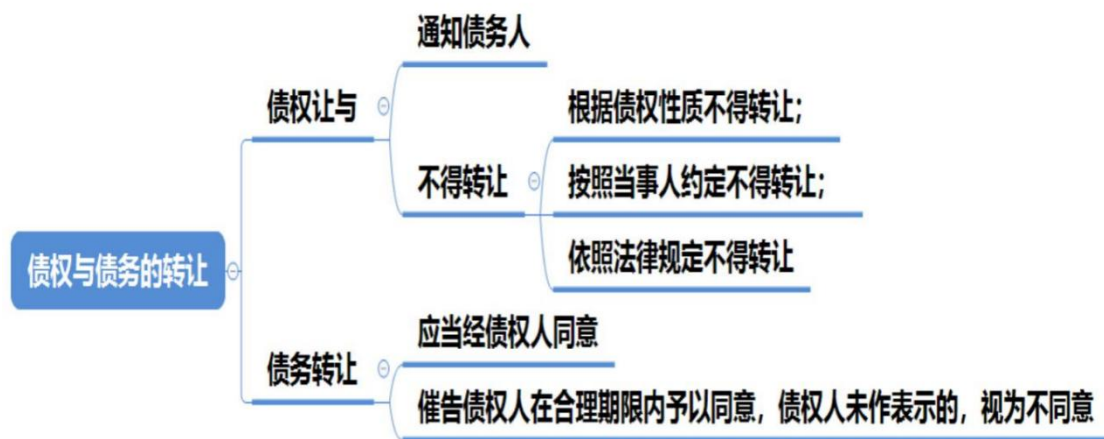 债权与债务的转让
债权让与
通知债务人
不得转让
根据债权性质不得转让；
按照当事人约定不得转让；
依照法律规定不得转让
债务转让
应当经债权人同意
催告债权人在合理期限内予以同意，债权人未作表示的，视为不同意